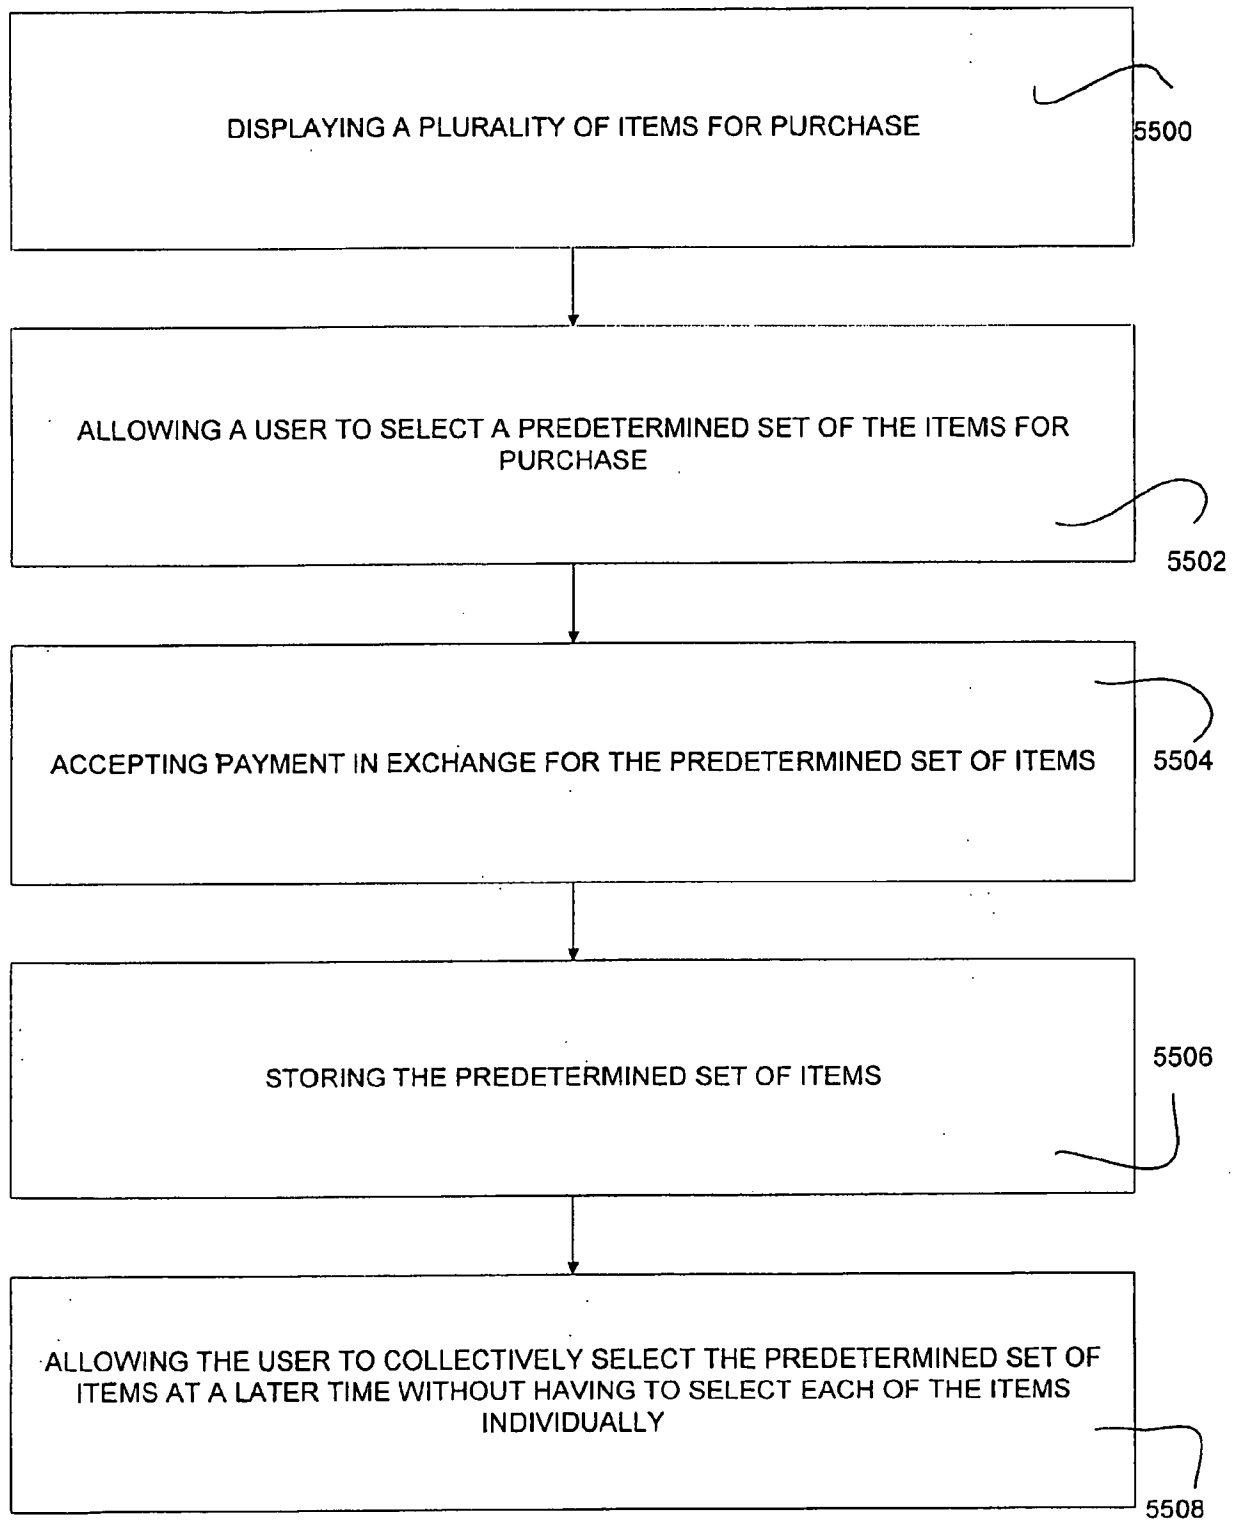 DISPLAYING A PLURALITY OF ITEMS FOR PURCHASE
5500
ALLOWING A USER TO SELECT A PREDETERMINED SET OF THE ITEMS FOR
PURCHASE
5502
ACCEPTING PAYMENT IN EXCHANGE FOR THE PREDETERMINED SET OF ITEMS
5504
STORING THE PREDETERMINED SET OF ITEMS
5506
ALLOWING THE USER TO COLLECTIVELY SELECT THE PREDETERMINED SET OF
ITEMS AT A LATER TIME WITHOUT HAVING TO SELECT EACH OF THE ITEMS
INDIVIDUALLY
5508